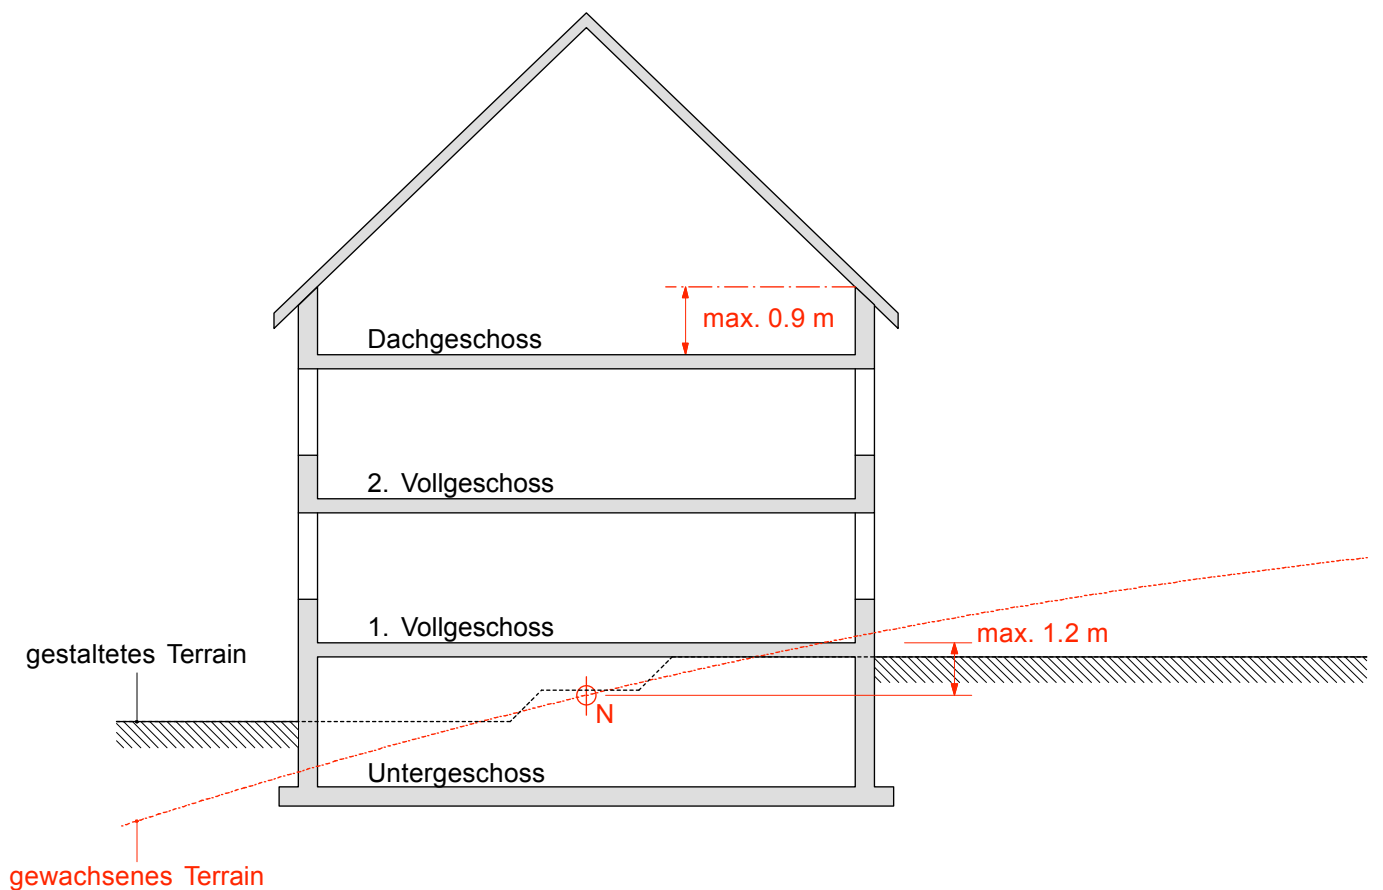 max. 0.9 m
Dachgeschoss
2. Vollgeschoss
1. Vollgeschoss
max. 1.2 m
gestaltetes Terrain
N
Untergeschoss
gewachsenes Terrain